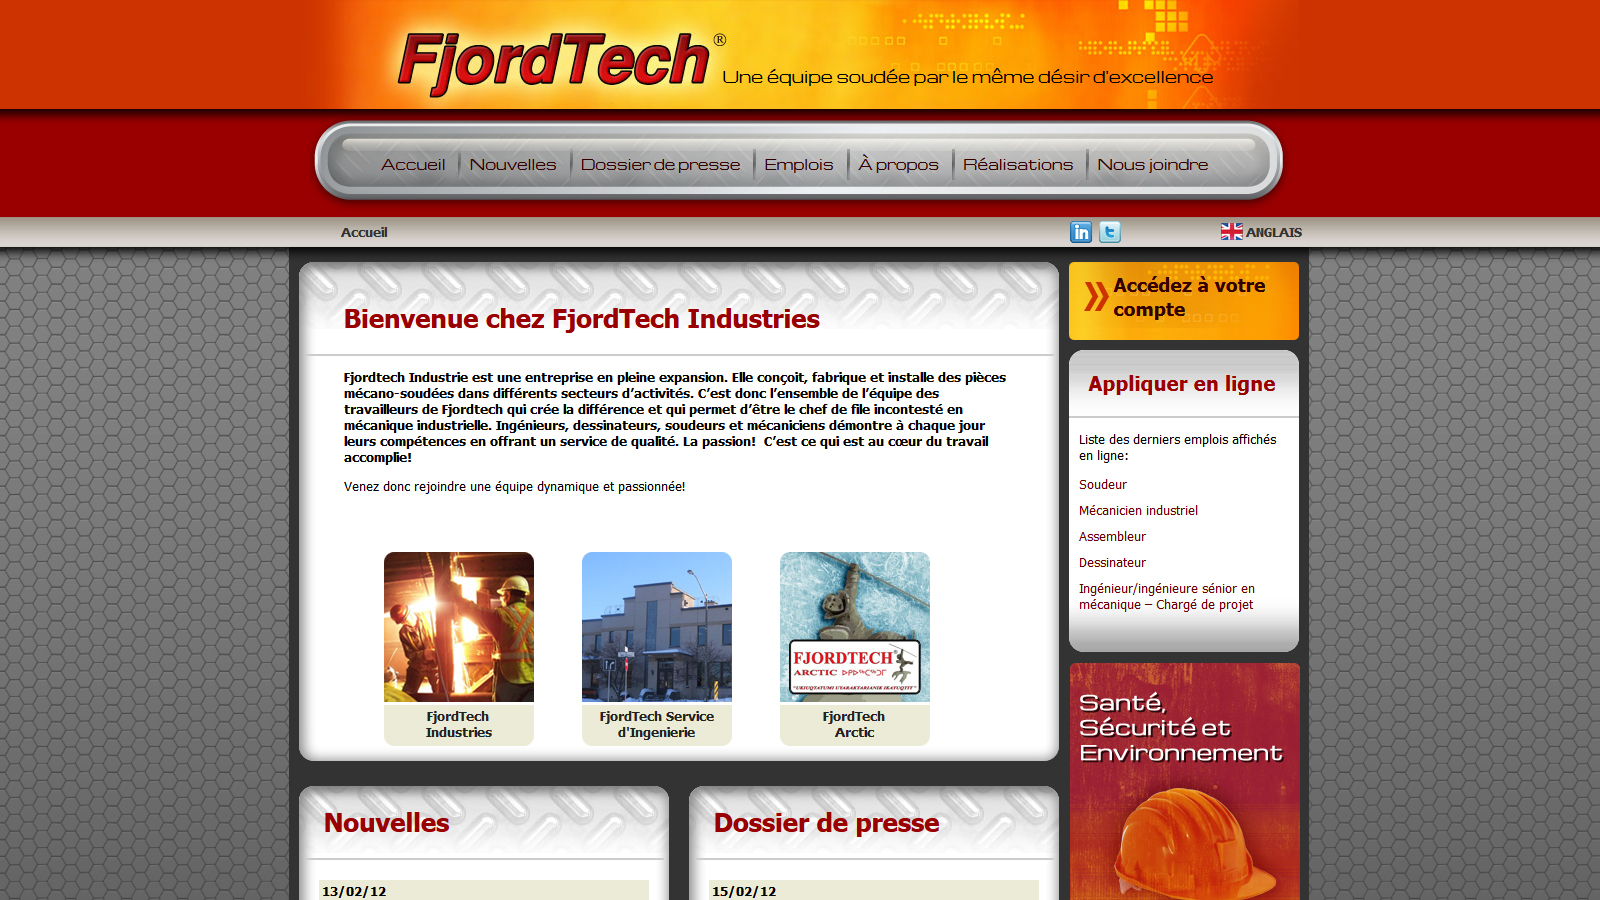 FjordTech®
Une équipe soudée par le même désir d'excellence
Accueil
Nouvelles
Dossier de presse
Emplois
À propos
Réalisations
Nous joindre
Accueil
in
t
ANGLAIS
Bienvenue chez FjordTech Industries
Fjordtech Industrie est une entreprise en pleine expansion. Elle conçoit, fabrique et installe des pièces
mécano-soudées dans différents secteurs d’activités. C’est donc l’ensemble de l’équipe des
travailleurs de Fjordtech qui crée la différence et qui permet d’être le chef de file incontesté en
mécanique industrielle. Ingénieurs, dessinateurs, soudeurs et mécaniciens démontre à chaque jour
leurs compétences en offrant un service de qualité. La passion!  C’est ce qui est au cœur du travail
accomplie!
Venez donc rejoindre une équipe dynamique et passionnée!
FJORDTECH®
ARCTIC
FjordTech
Industries
FjordTech Service
d'Ingenierie
FjordTech
Arctic
Accédez à votre
compte
Appliquer en ligne
Liste des derniers emplois affichés
en ligne:
Soudeur
Mécanicien industriel
Assembleur
Dessinateur
Ingénieur/ingénieure sénior en
mécanique – Chargé de projet
Santé,
Sécurité et
Environnement
Nouvelles
13/02/12
Dossier de presse
15/02/12